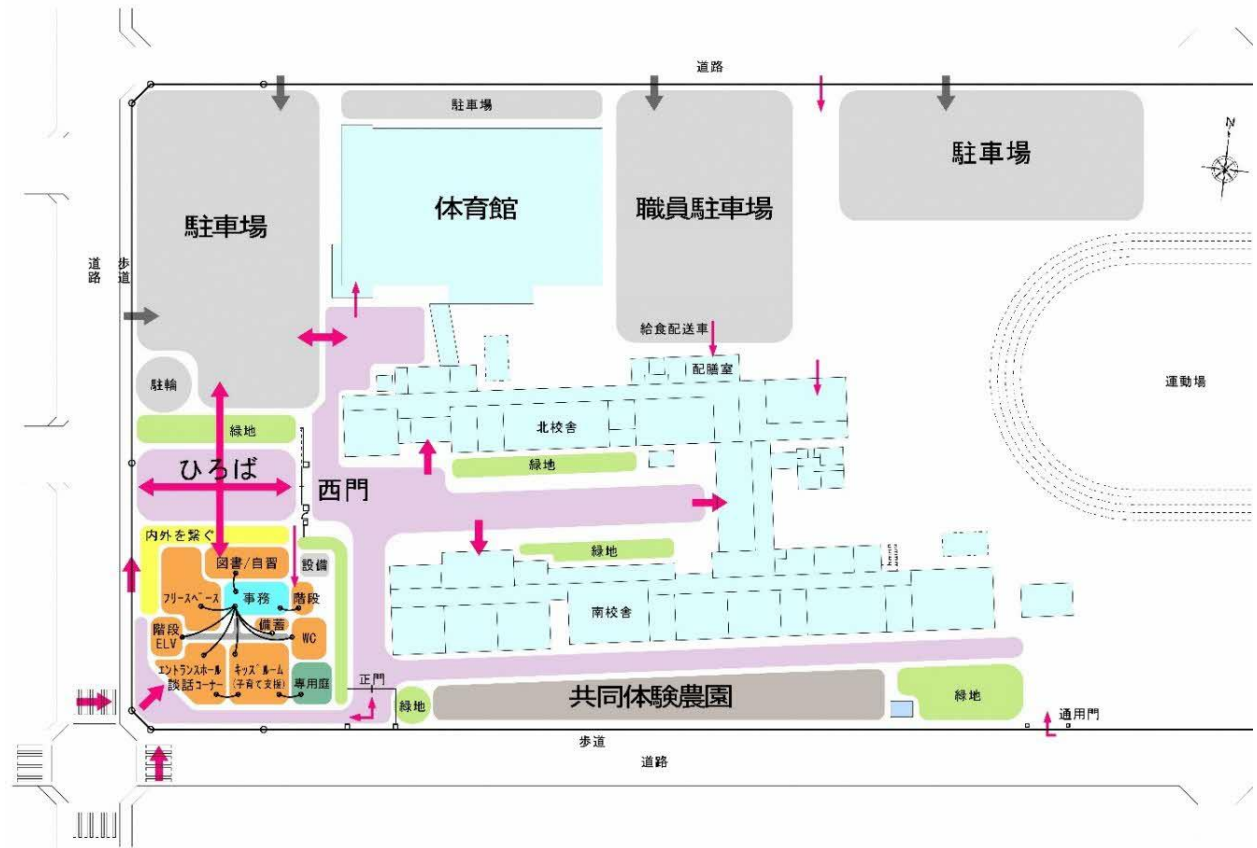 道路
駐車場
N
駐車場
体育館
職員駐車場
駐車場
道路
歩道
給食配送車
配膳室
駐輪
運動場
緑地
北校舎
ひろば
緑地
西門
内外を繋ぐ
図書/自習
設備
緑地
フリースペース
事務
階段
南校舎
階段
ELV
備蓄
WC
エントランスホール
談話コーナー
キッズルーム
(子育て支援)
専用庭
正門
緑地
共同体験農園
緑地
通用門
歩道
道路